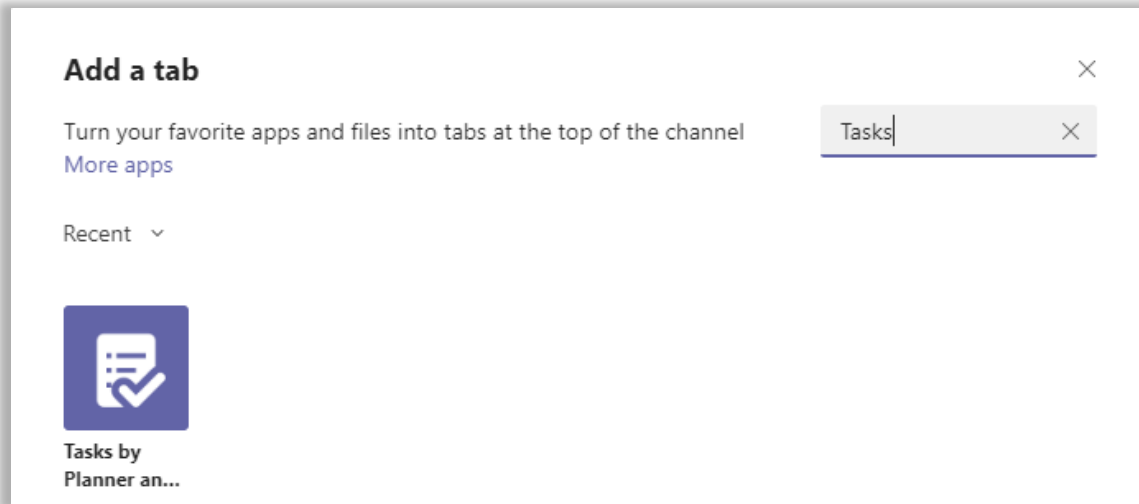 Add a tab
Turn your favorite apps and files into tabs at the top of the channel
More apps
Tasks
Recent
Tasks by
Planner an...